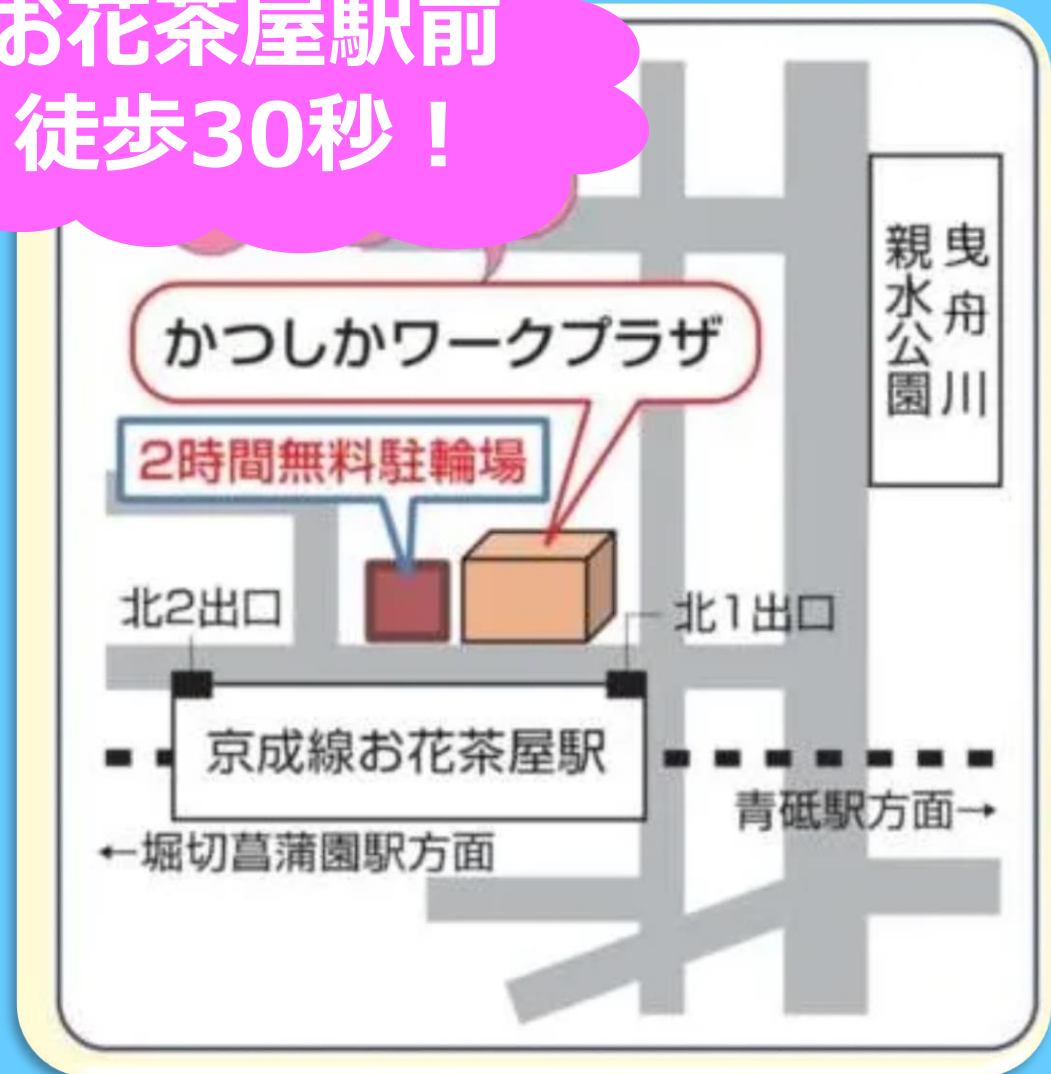 お花茶屋駅前
徒歩30秒！
かつしかワークプラザ
曳舟川
親水公園
2時間無料駐輪場
北2出口
北1出口
京成線お花茶屋駅
青砥駅方面→
←堀切菖蒲園駅方面